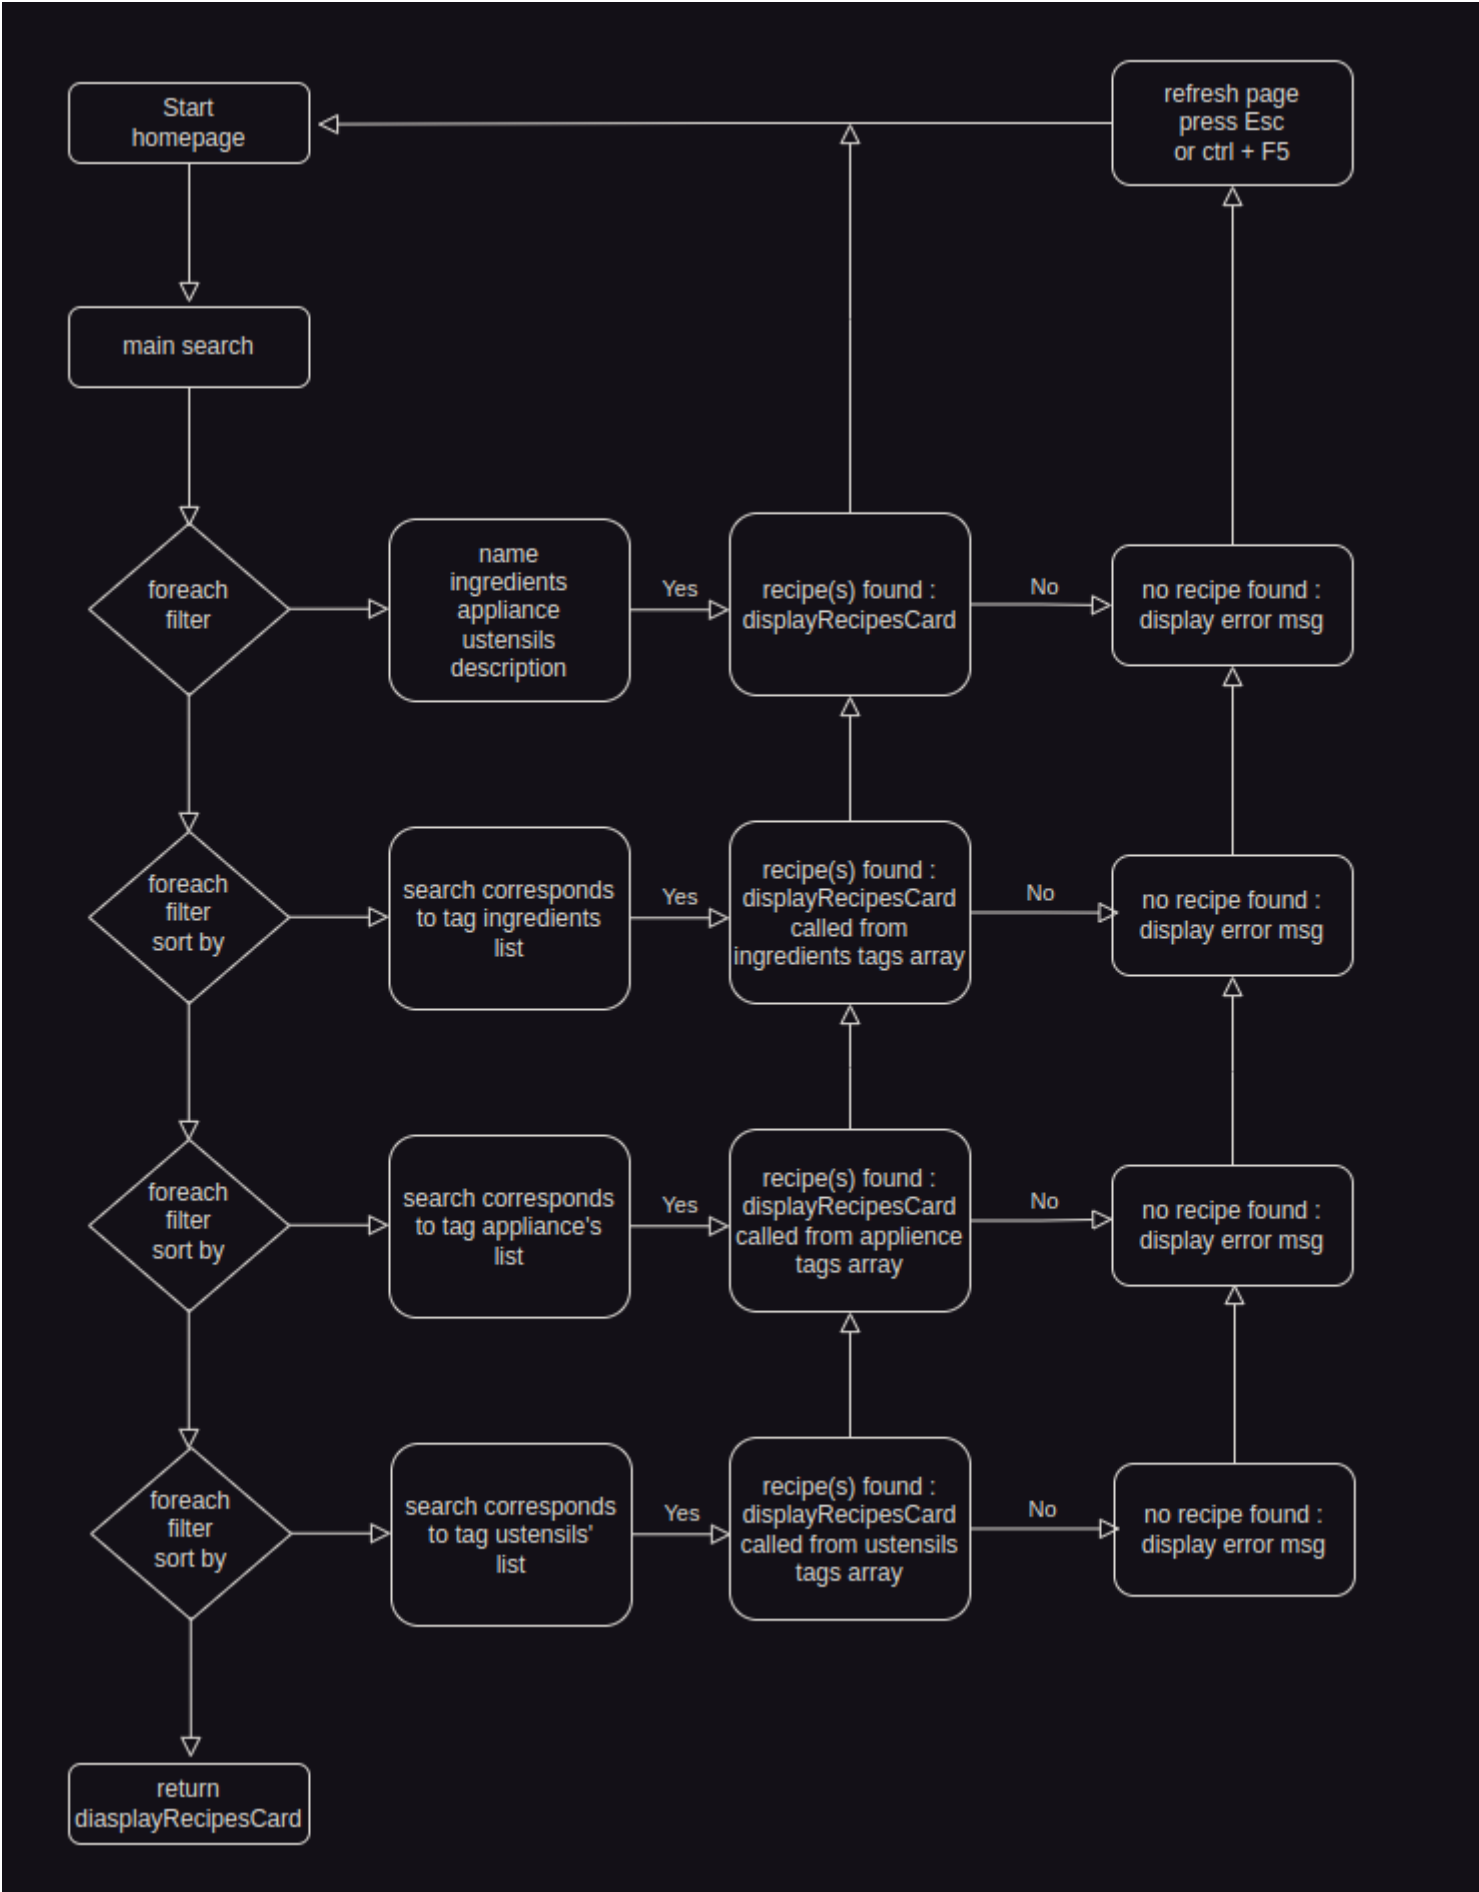 Start
homepage
refresh page
press Esc
or ctrl + F5
main search
foreach
filter
name
ingredients
appliance
ustensils
description
Yes
recipe(s) found :
displayRecipesCard
No
no recipe found :
display error msg
foreach
filter
sort by
search corresponds
to tag ingredients
list
Yes
recipe(s) found :
displayRecipesCard
called from
ingredients tags array
No
no recipe found :
display error msg
foreach
filter
sort by
search corresponds
to tag appliance's
list
Yes
recipe(s) found :
displayRecipesCard
called from applience
tags array
No
no recipe found :
display error msg
foreach
filter
sort by
search corresponds
to tag ustensils'
list
Yes
recipe(s) found :
displayRecipesCard
called from ustensils
tags array
No
no recipe found :
display error msg
return
diasplayRecipesCard